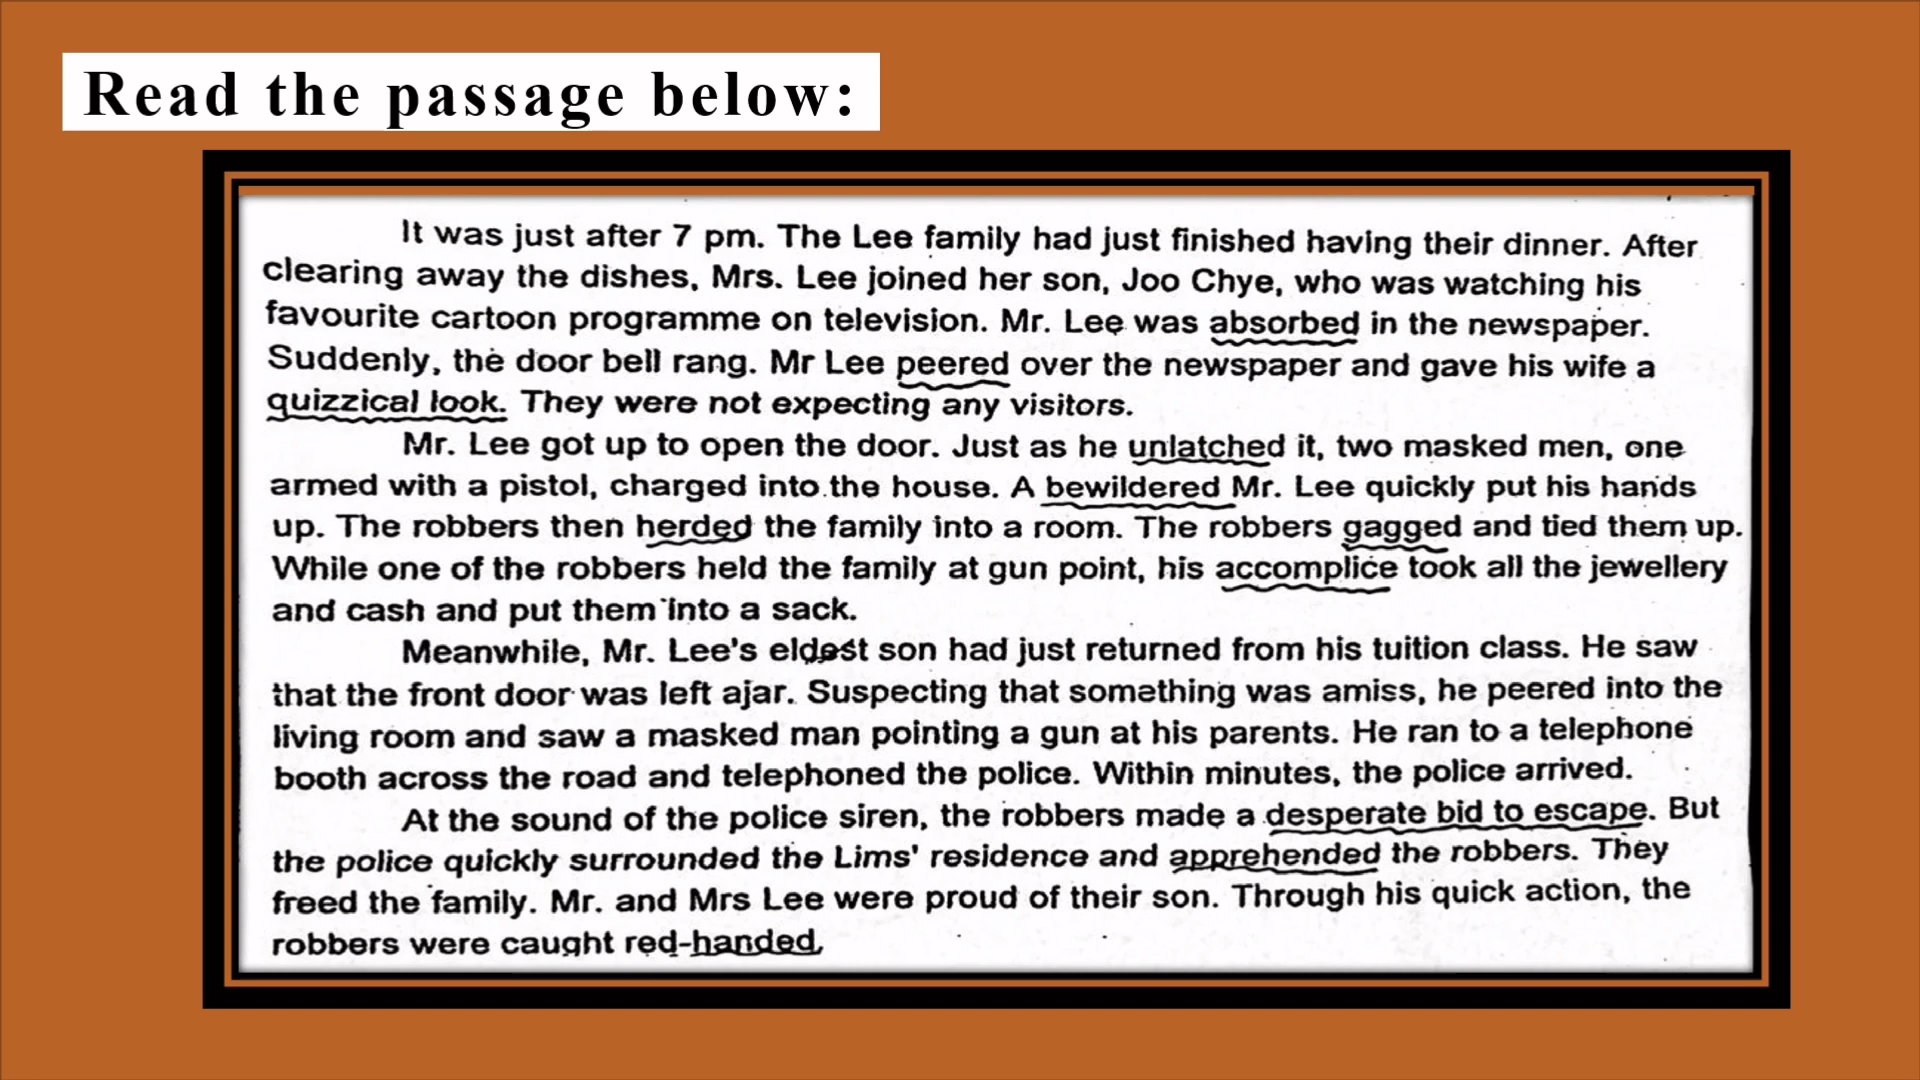 Read the passage below:
It was just after 7 pm. The Lee family had just finished having their dinner. After
clearing away the dishes, Mrs. Lee joined her son, Joo Chye, who was watching his
favourite cartoon programme on television. Mr. Lee was absorbed in the newspaper.
Suddenly, the door bell rang. Mr Lee peered over the newspaper and gave his wife a
quizzical look. They were not expecting any visitors.
Mr. Lee got up to open the door. Just as he unlatched it, two masked men, one
armed with a pistol, charged into the house. A bewildered Mr. Lee quickly put his hands
up. The robbers then herded the family into a room. The robbers gagged and tied them up.
While one of the robbers held the family at gun point, his accomplice took all the jewellery
and cash and put them into a sack.
Meanwhile, Mr. Lee's eldest son had just returned from his tuition class. He saw
that the front door was left ajar. Suspecting that something was amiss, he peered into the
living room and saw a masked man pointing a gun at his parents. He ran to a telephone
booth across the road and telephoned the police. Within minutes, the police arrived.
At the sound of the police siren, the robbers made a desperate bid to escape. But
the police quickly surrounded the Lims' residence and apprehended the robbers. They
freed the family. Mr. and Mrs Lee were proud of their son. Through his quick action, the
robbers were caught red-handed.